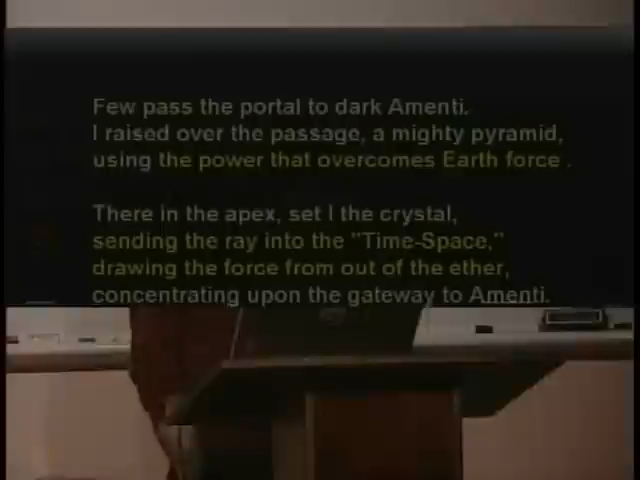 Few pass the portal to dark Amenti.
I raised over the passage, a mighty pyramid,
using the power that overcomes Earth force .
There in the apex, set I the crystal,
sending the ray into the "Time-Space,"
drawing the force from out of the ether,
concentrating upon the gateway to Amenti.